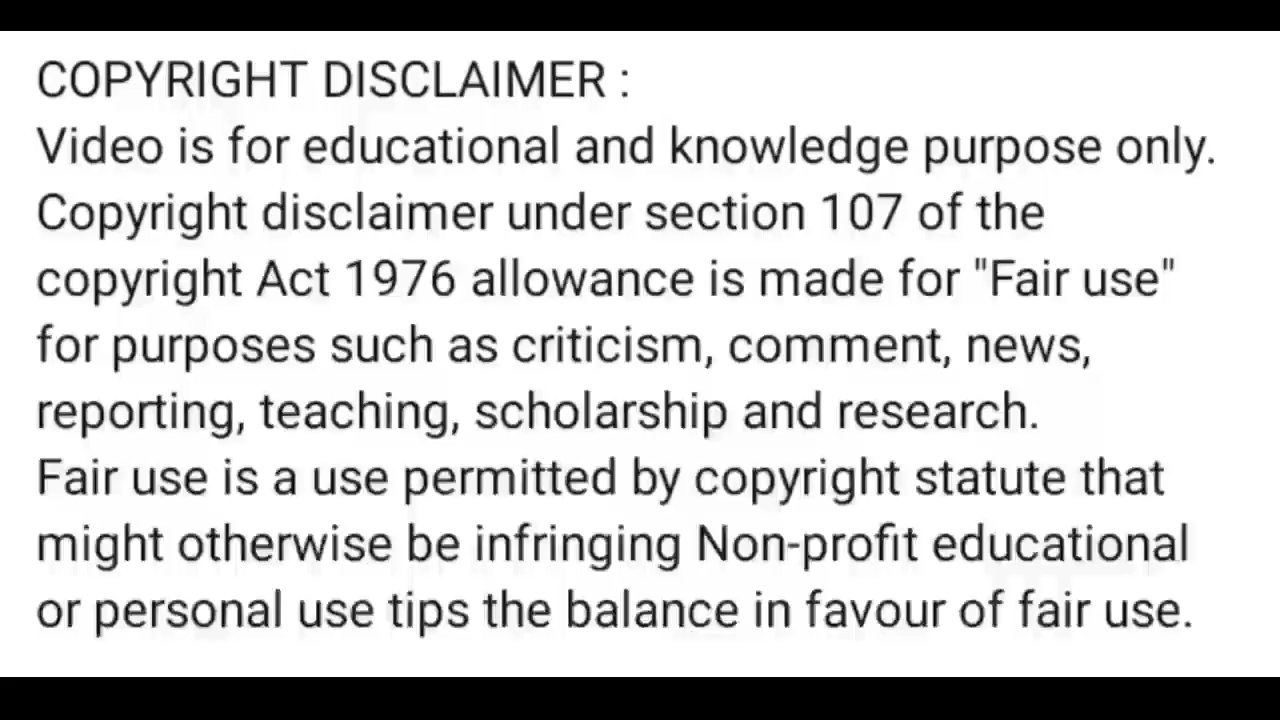 COPYRIGHT DISCLAIMER :
Video is for educational and knowledge purpose only.
Copyright disclaimer under section 107 of the
copyright Act 1976 allowance is made for "Fair use"
for purposes such as criticism, comment, news,
reporting, teaching, scholarship and research.
Fair use is a use permitted by copyright statute that
might otherwise be infringing Non-profit educational
or personal use tips the balance in favour of fair use.